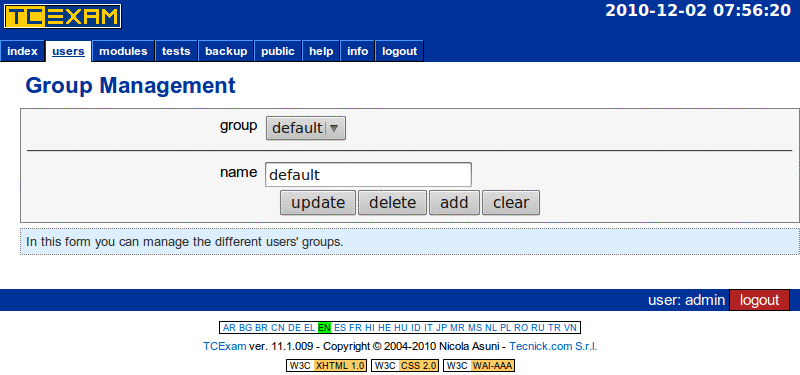 TCEXAM
2010-12-02 07:56:20
index users modules tests backup public help info logout
Group Management
group default
name default
update delete add clear
In this form you can manage the different users' groups.
user: admin logout
AR BG BR CN DE EL EN ES FR HI HE HU ID IT JP MR MS NL PL RO RU TR VN
TCExam ver. 11.1.009 - Copyright © 2004-2010 Nicola Asuni - Tecnick.com S.r.l.
W3C XHTML 1.0 W3C CSS 2.0 W3C WAI-AAA